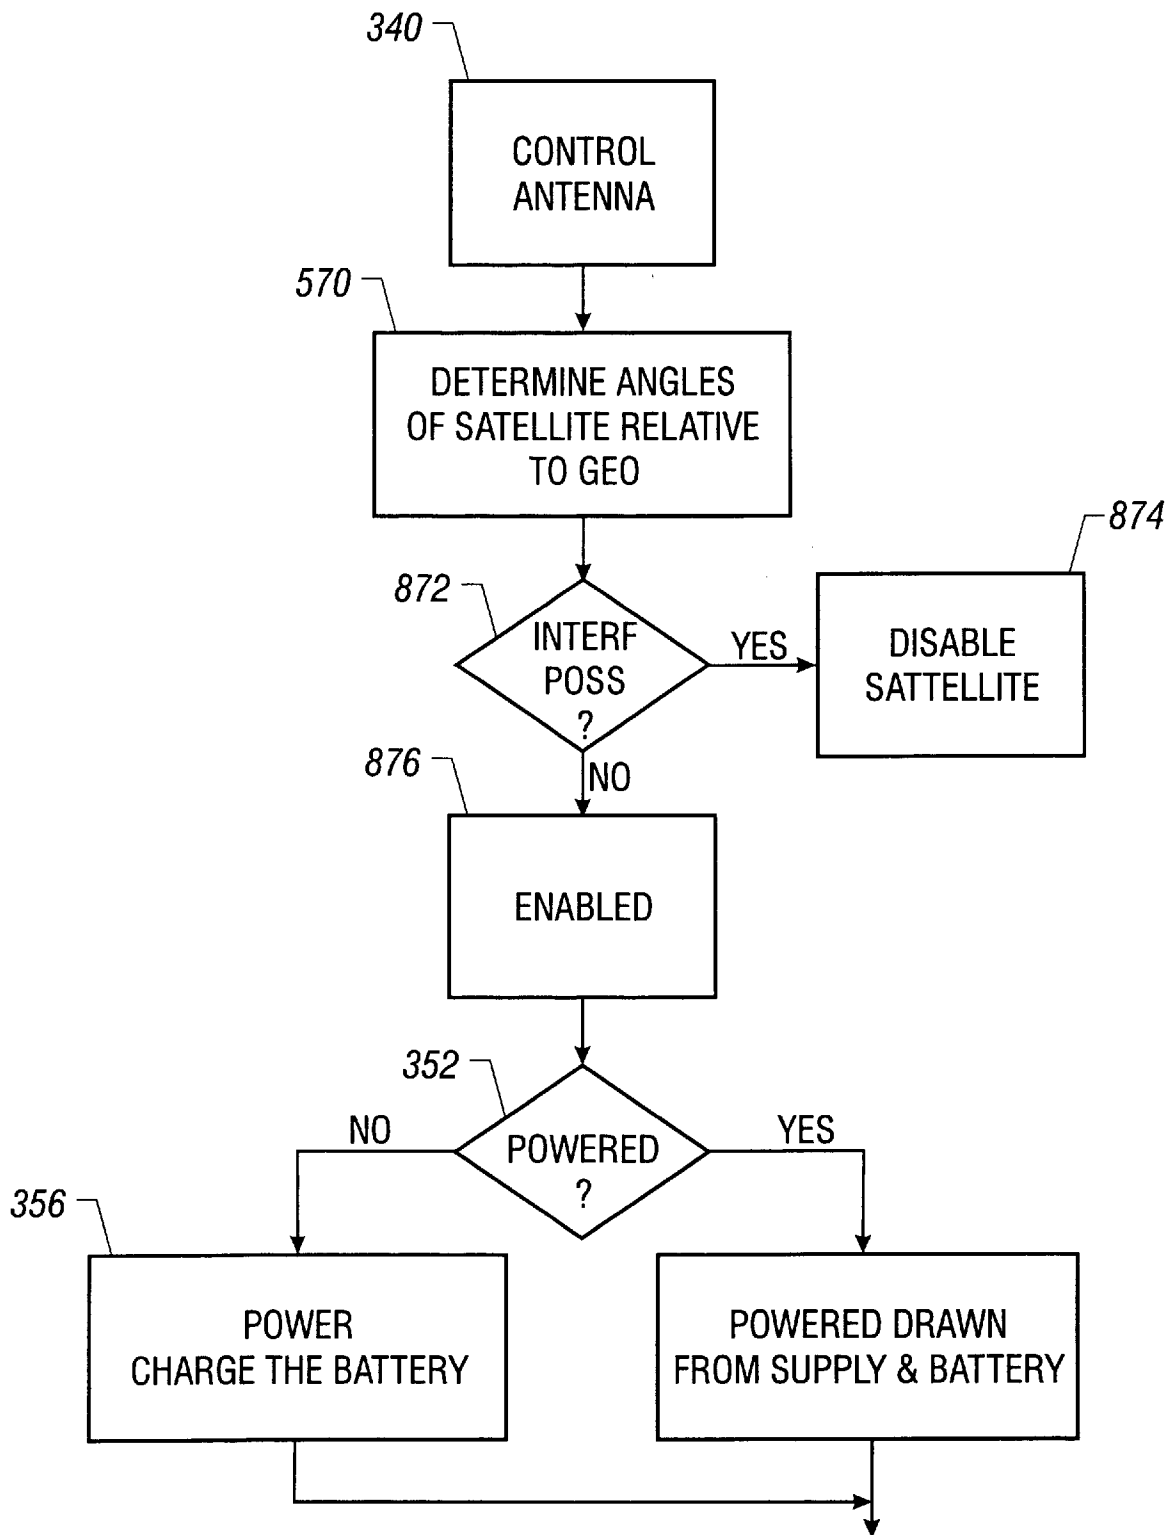 340
CONTROL
ANTENNA
570
DETERMINE ANGLES
OF SATELLITE RELATIVE
TO GEO
872
INTERF
POSS
?
YES
874
DISABLE
SATTELLITE
NO
876
ENABLED
352
POWERED
?
NO
YES
356
POWER
CHARGE THE BATTERY
POWERED DRAWN
FROM SUPPLY & BATTERY